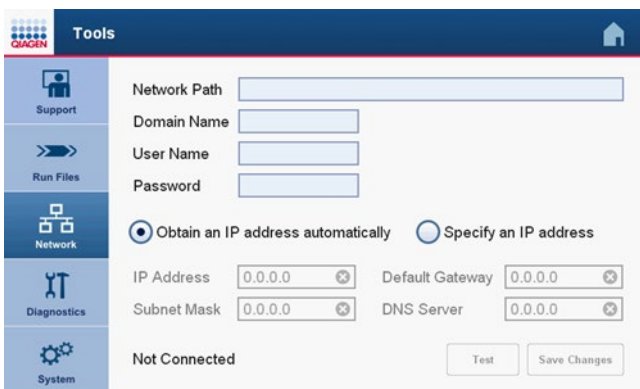 QIAGEN
Tools
Support
Run Files
Network
Diagnostics
System
Network Path
Domain Name
User Name
Password
Obtain an IP address automatically Specify an IP address
IP Address 0.0.0.0 Default Gateway 0.0.0.0
Subnet Mask 0.0.0.0 DNS Server 0.0.0.0
Not Connected Test Save Changes